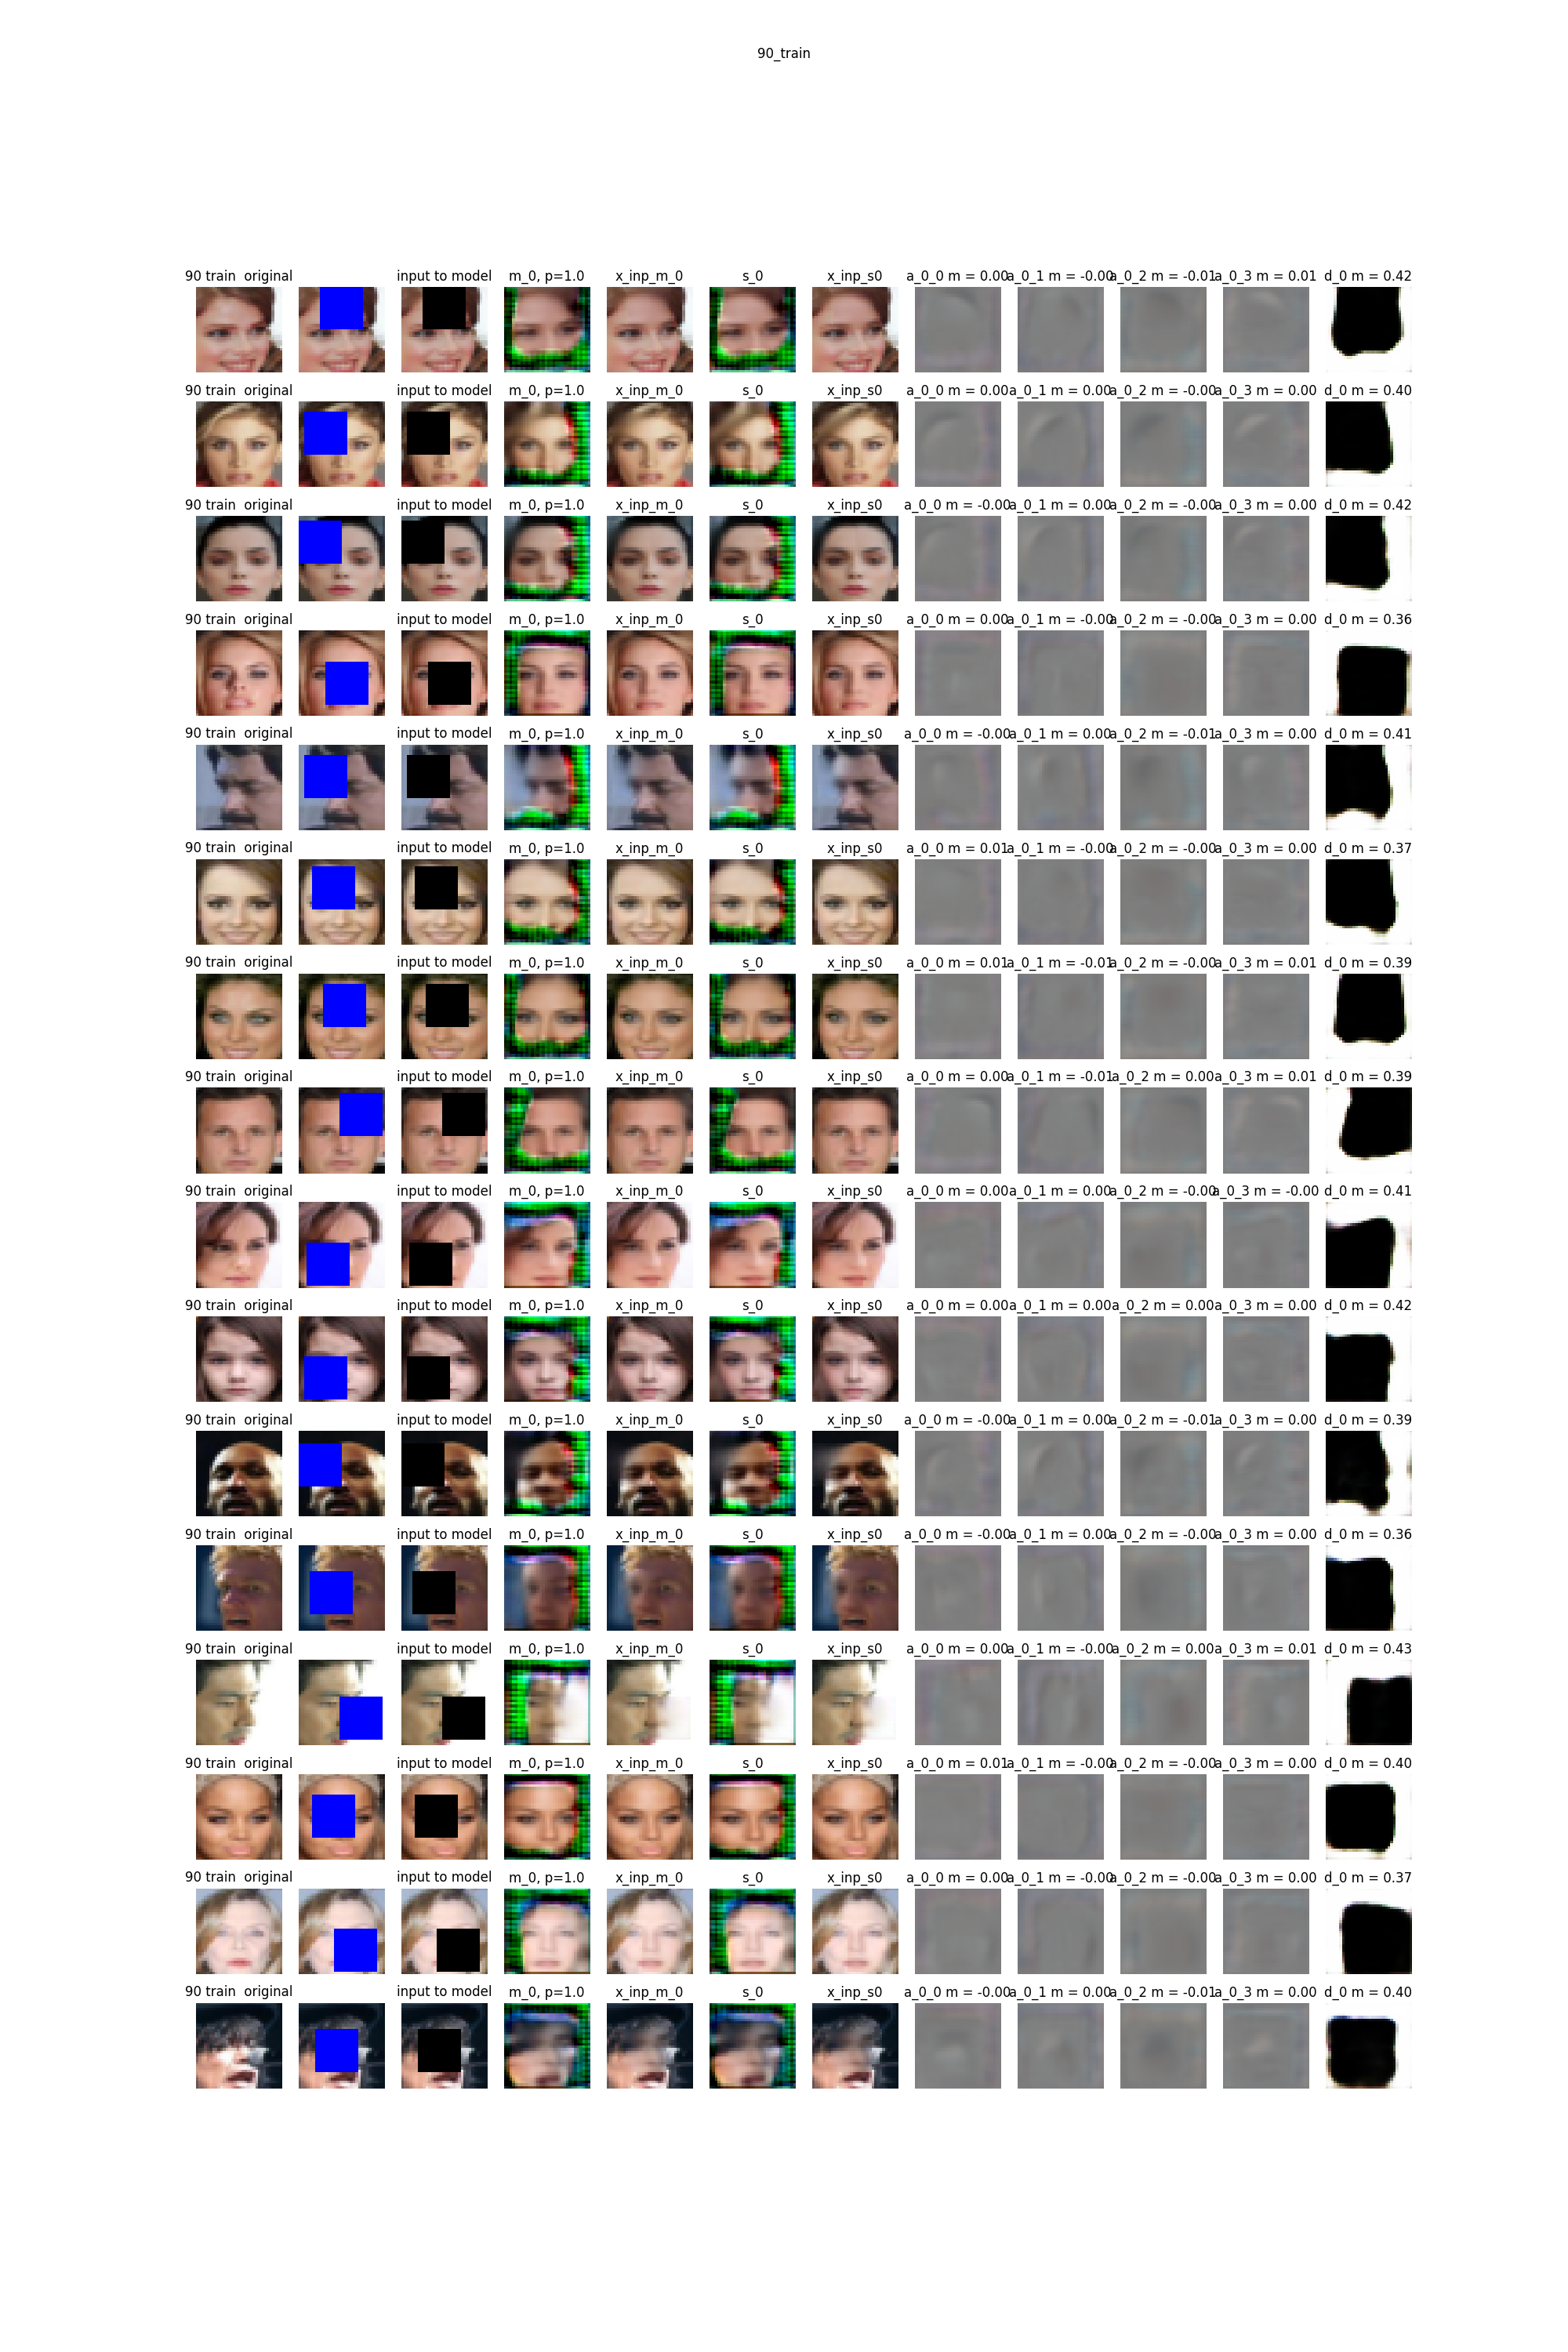 90_train
90 train  original input to model m_0, p=1.0 x_inp_m_0 s_0 x_inp_s0 a_0_0 m = 0.00 a_0_1 m = -0.00 a_0_2 m = -0.01 a_0_3 m = 0.01 d_0 m = 0.42
90 train  original input to model m_0, p=1.0 x_inp_m_0 s_0 x_inp_s0 a_0_0 m = 0.00 a_0_1 m = 0.00 a_0_2 m = -0.00 a_0_3 m = 0.00 d_0 m = 0.40
90 train  original input to model m_0, p=1.0 x_inp_m_0 s_0 x_inp_s0 a_0_0 m = -0.00 a_0_1 m = 0.00 a_0_2 m = -0.00 a_0_3 m = 0.00 d_0 m = 0.42
90 train  original input to model m_0, p=1.0 x_inp_m_0 s_0 x_inp_s0 a_0_0 m = 0.00 a_0_1 m = -0.00 a_0_2 m = -0.00 a_0_3 m = 0.00 d_0 m = 0.36
90 train  original input to model m_0, p=1.0 x_inp_m_0 s_0 x_inp_s0 a_0_0 m = -0.00 a_0_1 m = 0.00 a_0_2 m = -0.01 a_0_3 m = 0.00 d_0 m = 0.41
90 train  original input to model m_0, p=1.0 x_inp_m_0 s_0 x_inp_s0 a_0_0 m = 0.01 a_0_1 m = -0.00 a_0_2 m = -0.00 a_0_3 m = 0.00 d_0 m = 0.37
90 train  original input to model m_0, p=1.0 x_inp_m_0 s_0 x_inp_s0 a_0_0 m = 0.01 a_0_1 m = -0.01 a_0_2 m = -0.00 a_0_3 m = 0.01 d_0 m = 0.39
90 train  original input to model m_0, p=1.0 x_inp_m_0 s_0 x_inp_s0 a_0_0 m = 0.00 a_0_1 m = -0.01 a_0_2 m = 0.00 a_0_3 m = 0.01 d_0 m = 0.39
90 train  original input to model m_0, p=1.0 x_inp_m_0 s_0 x_inp_s0 a_0_0 m = 0.00 a_0_1 m = 0.00 a_0_2 m = -0.00 a_0_3 m = -0.00 d_0 m = 0.41
90 train  original input to model m_0, p=1.0 x_inp_m_0 s_0 x_inp_s0 a_0_0 m = 0.00 a_0_1 m = 0.00 a_0_2 m = 0.00 a_0_3 m = 0.00 d_0 m = 0.42
90 train  original input to model m_0, p=1.0 x_inp_m_0 s_0 x_inp_s0 a_0_0 m = -0.00 a_0_1 m = 0.00 a_0_2 m = -0.01 a_0_3 m = 0.00 d_0 m = 0.39
90 train  original input to model m_0, p=1.0 x_inp_m_0 s_0 x_inp_s0 a_0_0 m = -0.00 a_0_1 m = 0.00 a_0_2 m = -0.00 a_0_3 m = 0.00 d_0 m = 0.36
90 train  original input to model m_0, p=1.0 x_inp_m_0 s_0 x_inp_s0 a_0_0 m = 0.00 a_0_1 m = -0.00 a_0_2 m = 0.00 a_0_3 m = 0.01 d_0 m = 0.43
90 train  original input to model m_0, p=1.0 x_inp_m_0 s_0 x_inp_s0 a_0_0 m = 0.01 a_0_1 m = -0.00 a_0_2 m = -0.00 a_0_3 m = 0.00 d_0 m = 0.40
90 train  original input to model m_0, p=1.0 x_inp_m_0 s_0 x_inp_s0 a_0_0 m = 0.00 a_0_1 m = -0.00 a_0_2 m = -0.00 a_0_3 m = 0.00 d_0 m = 0.37
90 train  original input to model m_0, p=1.0 x_inp_m_0 s_0 x_inp_s0 a_0_0 m = -0.00 a_0_1 m = 0.00 a_0_2 m = -0.01 a_0_3 m = 0.00 d_0 m = 0.40